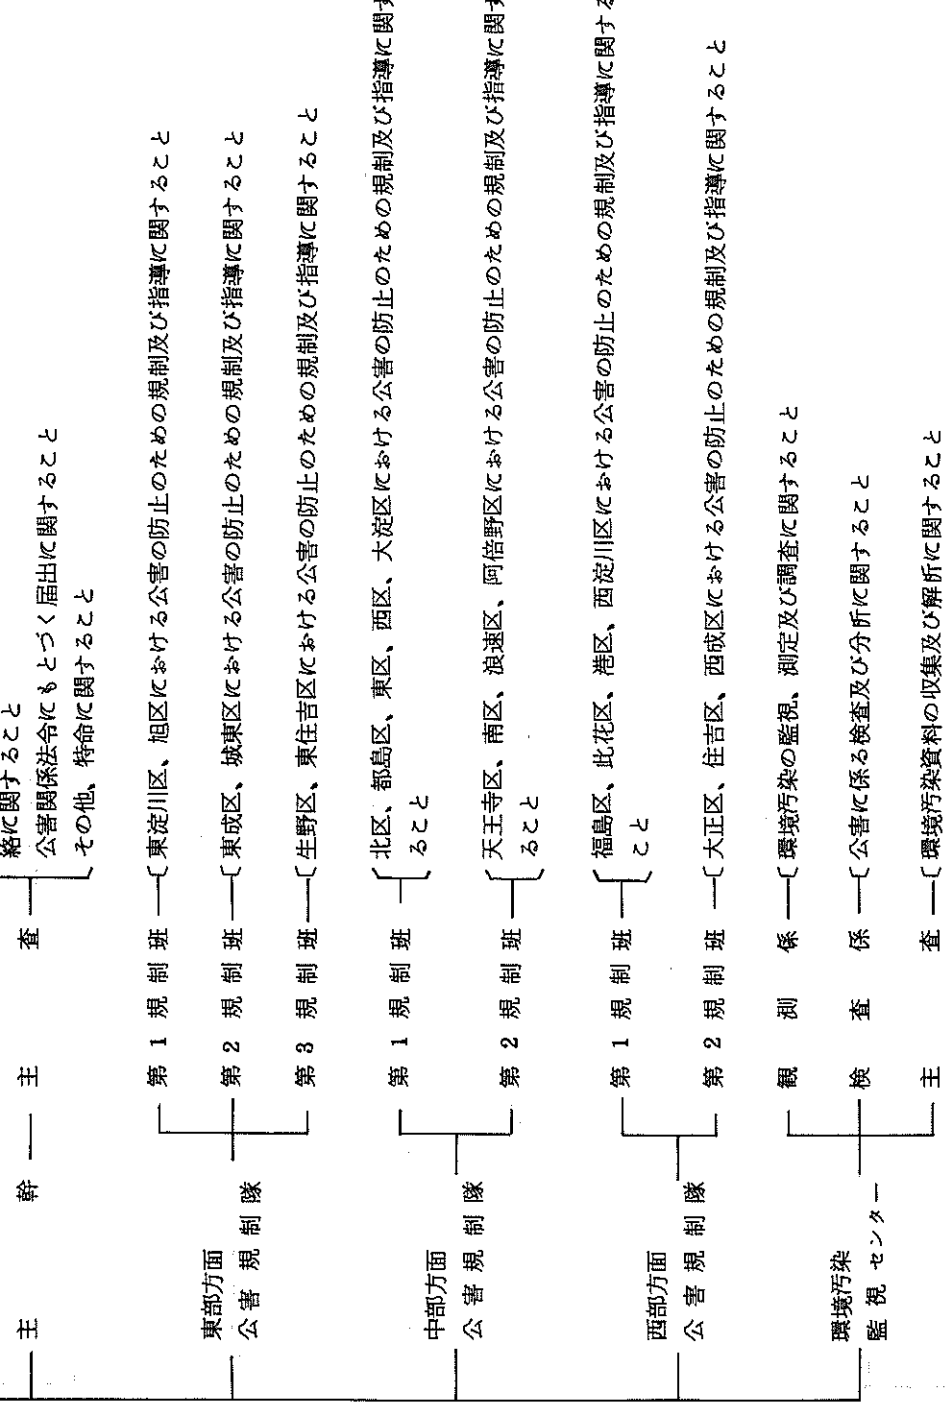 主幹 主査 絡に関すること
公害関係法令にもとづく届出に関すること
その他、特命に関すること
東部方面
公害規制隊
第1規制班 東淀川区、旭区における公害の防止のための規制及び指導に関すること
第2規制班 東成区、城東区における公害の防止のための規制及び指導に関すること
第3規制班 生野区、東住吉区における公害の防止のための規制及び指導に関すること
中部方面
公害規制隊
第1規制班 北区、都島区、東区、西区、大淀区における公害の防止のための規制及び指導に関す
ること
第2規制班 天王寺区、南区、浪速区、阿倍野区における公害の防止のための規制及び指導に関す
ること
西部方面
公害規制隊
第1規制班 福島区、此花区、港区、西淀川区における公害の防止のための規制及び指導に関する
こと
第2規制班 大正区、住吉区、西成区における公害の防止のための規制及び指導に関すること
環境汚染
監視センター
観測係 環境汚染の監視、測定及び調査に関すること
検査係 公害に係る検査及び分析に関すること
主査 環境汚染資料の収集及び解析に関すること